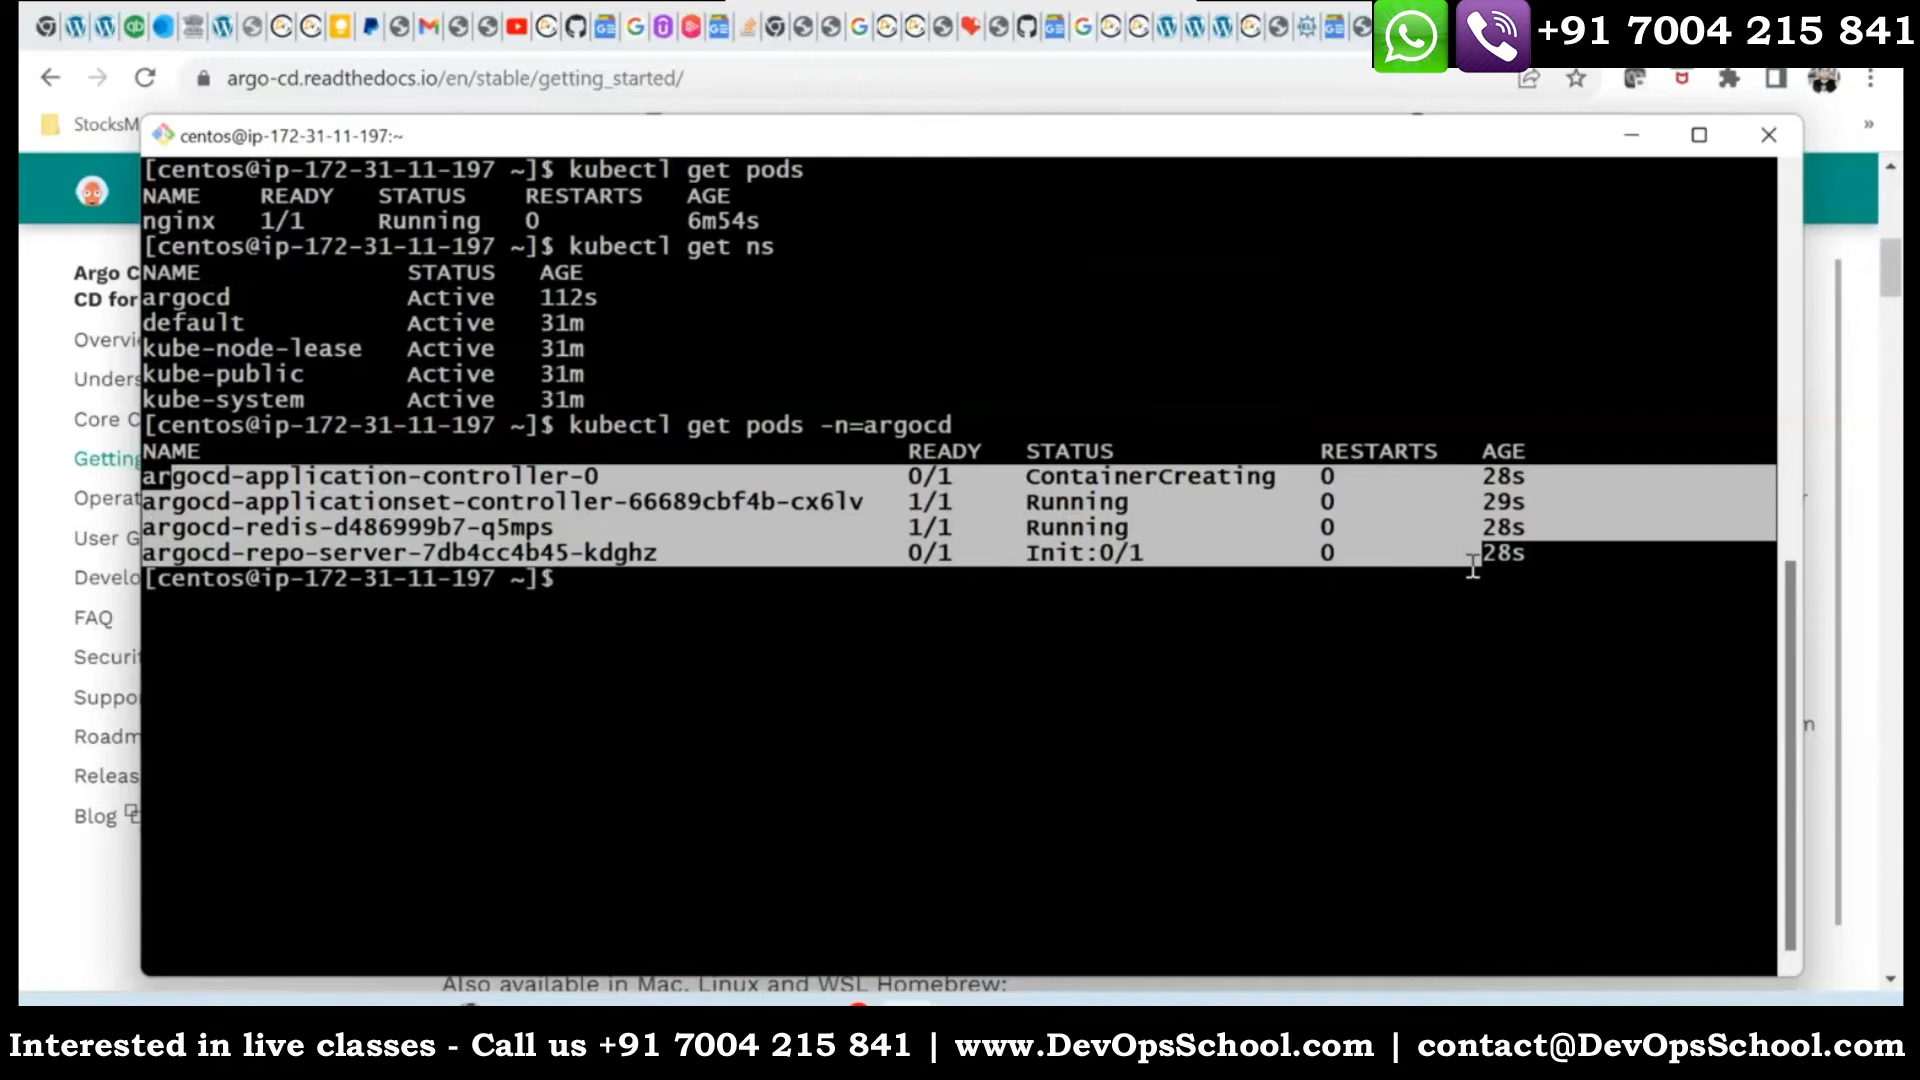 +91 7004 215 841
argo-cd.readthedocs.io/en/stable/getting_started/
StocksM
»
centos@ip-172-31-11-197:~
[centos@ip-172-31-11-197 ~]$ kubectl get pods
NAME READY STATUS RESTARTS AGE
nginx 1/1 Running 0 6m54s
[centos@ip-172-31-11-197 ~]$ kubectl get ns
NAME STATUS AGE
argocd Active 112s
default Active 31m
kube-node-lease Active 31m
kube-public Active 31m
kube-system Active 31m
[centos@ip-172-31-11-197 ~]$ kubectl get pods -n=argocd
NAME READY STATUS RESTARTS AGE
argocd-application-controller-0 0/1 ContainerCreating 0 28s
argocd-applicationset-controller-66689cbf4b-cx6lv 1/1 Running 0 29s
argocd-redis-d486999b7-q5mps 1/1 Running 0 28s
argocd-repo-server-7db4cc4b45-kdghz 0/1 Init:0/1 0 28s
[centos@ip-172-31-11-197 ~]$
Argo C
CD for
Overvi
Unders
Core C
Getting
Operat
User G
Develo
FAQ
Securit
Suppo
Roadm
Releas
Blog
m
Also available in Mac, Linux and WSL Homebrew:
Interested in live classes - Call us +91 7004 215 841 | www.DevOpsSchool.com | contact@DevOpsSchool.com